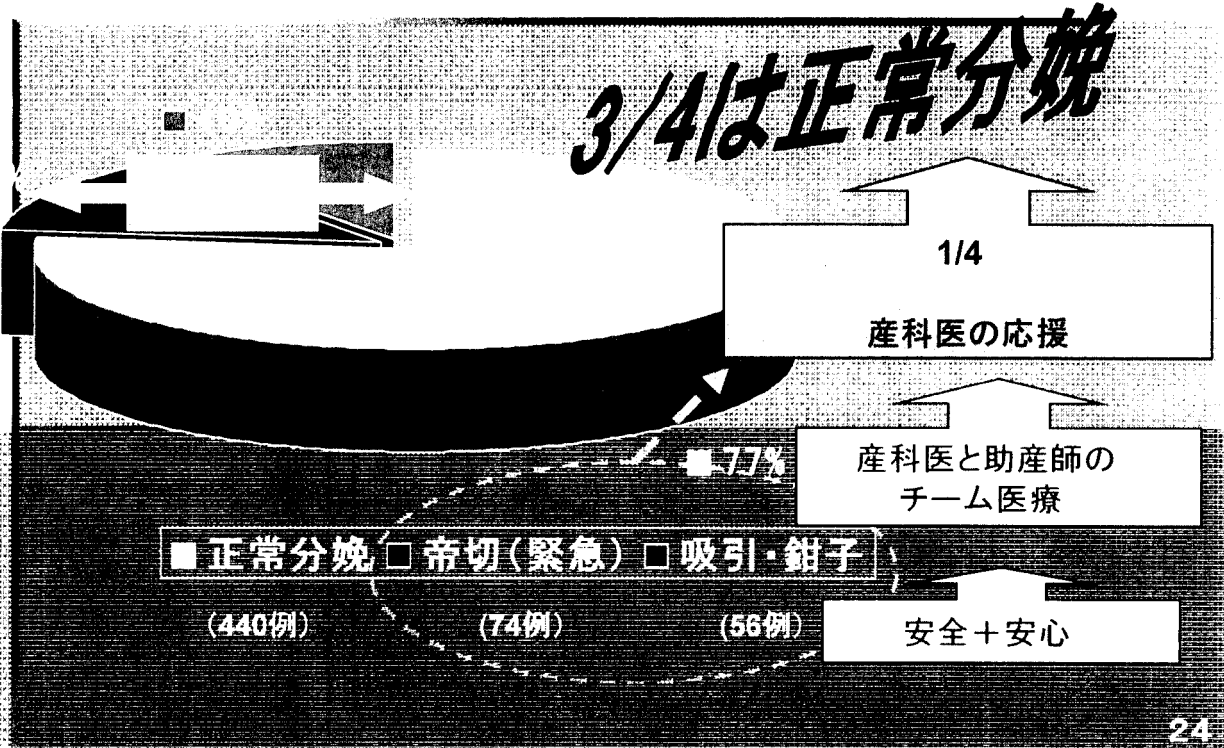 3/4は正常分娩
1/4
産科医の応援
77%
産科医と助産師の
チーム医療
■正常分娩 □帝切(緊急) □吸引・鉗子
(440例) (74例) (56例)
安全＋安心
24